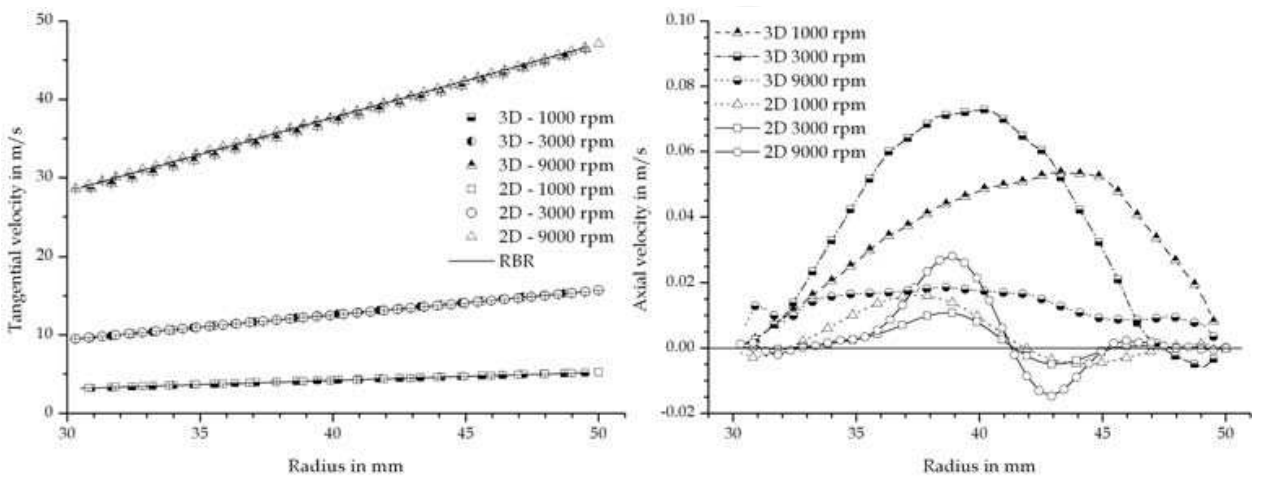 Tangential velocity in m/s
50
40
30
20
10
0
3D - 1000 rpm
3D - 3000 rpm
3D - 9000 rpm
2D - 1000 rpm
2D - 3000 rpm
2D - 9000 rpm
RBR
30 35 40 45 50
Radius in mm
Axial velocity in m/s
0.10
0.08
0.06
0.04
0.02
0.00
-0.02
3D 1000 rpm
3D 3000 rpm
3D 9000 rpm
2D 1000 rpm
2D 3000 rpm
2D 9000 rpm
30 35 40 45 50
Radius in mm